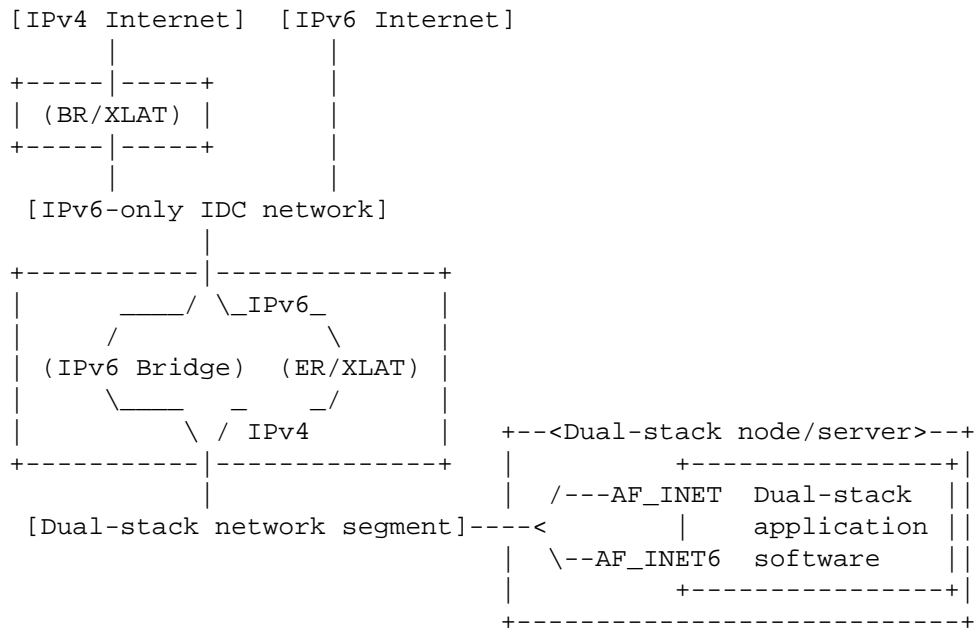 [IPv4 Internet]  [IPv6 Internet]
(BR/XLAT)
[IPv6-only IDC network]
IPv6
(IPv6 Bridge)  (ER/XLAT)
IPv4
+--<Dual-stack node/server>--+
/---AF_INET  Dual-stack
[Dual-stack network segment]----<  |  application
\--AF_INET6  software